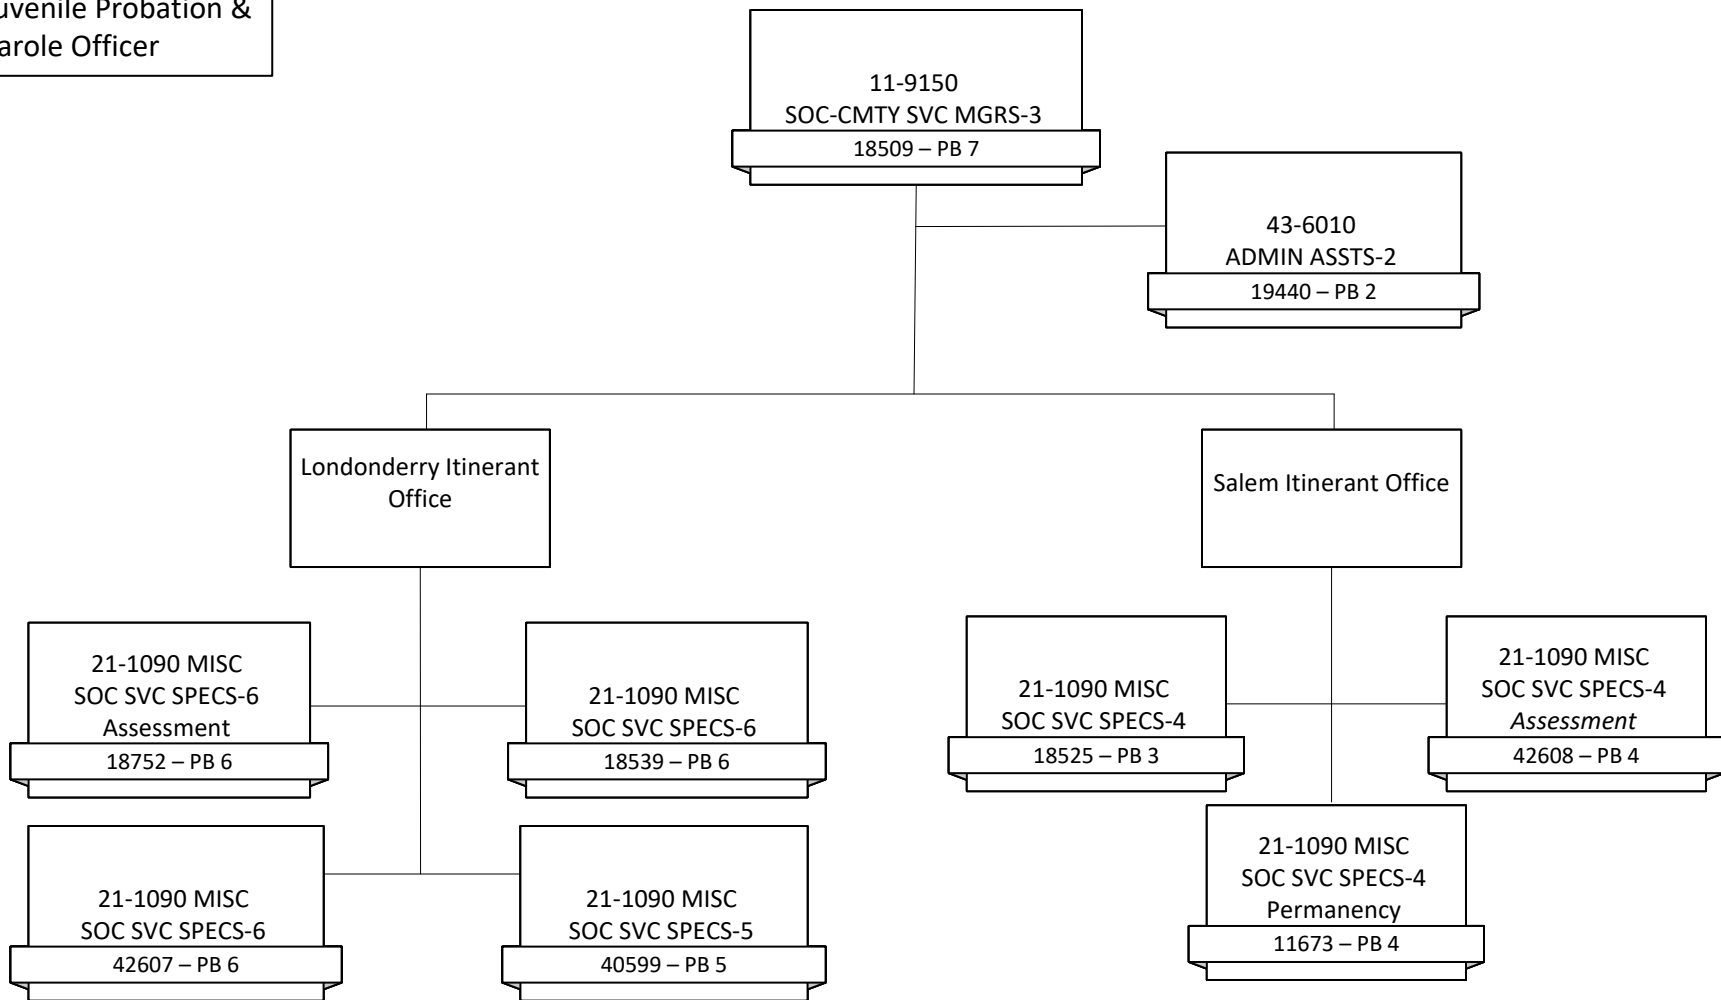 Probation &
Officer
11-9150
SOC-CMTY SVC MGRS-3
18509 – PB 7
43-6010
ADMIN ASSTS-2
19440 – PB 2
Londonderry Itinerant
Office
Salem Itinerant Office
21-1090 MISC
SOC SVC SPECS-6
Assessment
18752 – PB 6
21-1090 MISC
SOC SVC SPECS-6
18539 – PB 6
21-1090 MISC
SOC SVC SPECS-4
18525 – PB 3
21-1090 MISC
SOC SVC SPECS-4
Assessment
42608 – PB 4
21-1090 MISC
SOC SVC SPECS-6
42607 – PB 6
21-1090 MISC
SOC SVC SPECS-5
40599 – PB 5
21-1090 MISC
SOC SVC SPECS-4
Permanency
11673 – PB 4